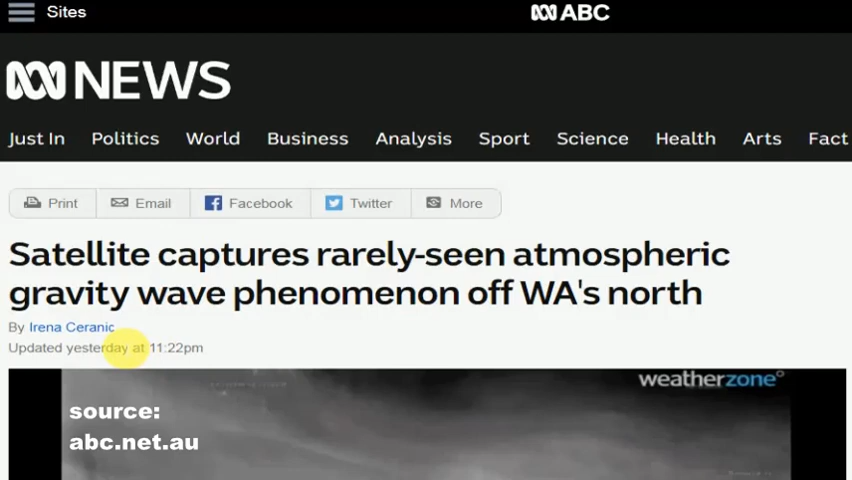 Sites
ABC
NEWS
Just In Politics World Business Analysis Sport Science Health Arts Fact
Print Email Facebook Twitter More
Satellite captures rarely-seen atmospheric
gravity wave phenomenon off WA's north
By Irena Ceranic
Updated yesterday at 11:22pm
weatherzone°
source:
abc.net.au